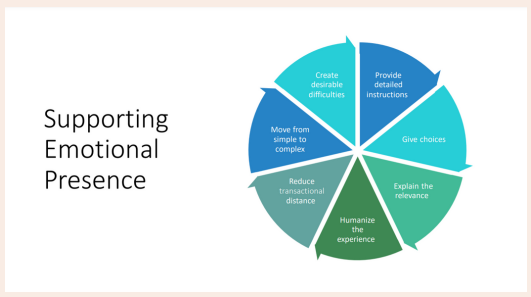 Supporting
Emotional
Presence
Provide
detailed
instructions
Give choices
Explain the
relevance
Humanize
the
experience
Reduce
transactional
distance
Move from
simple to
complex
Create
desirable
difficulties